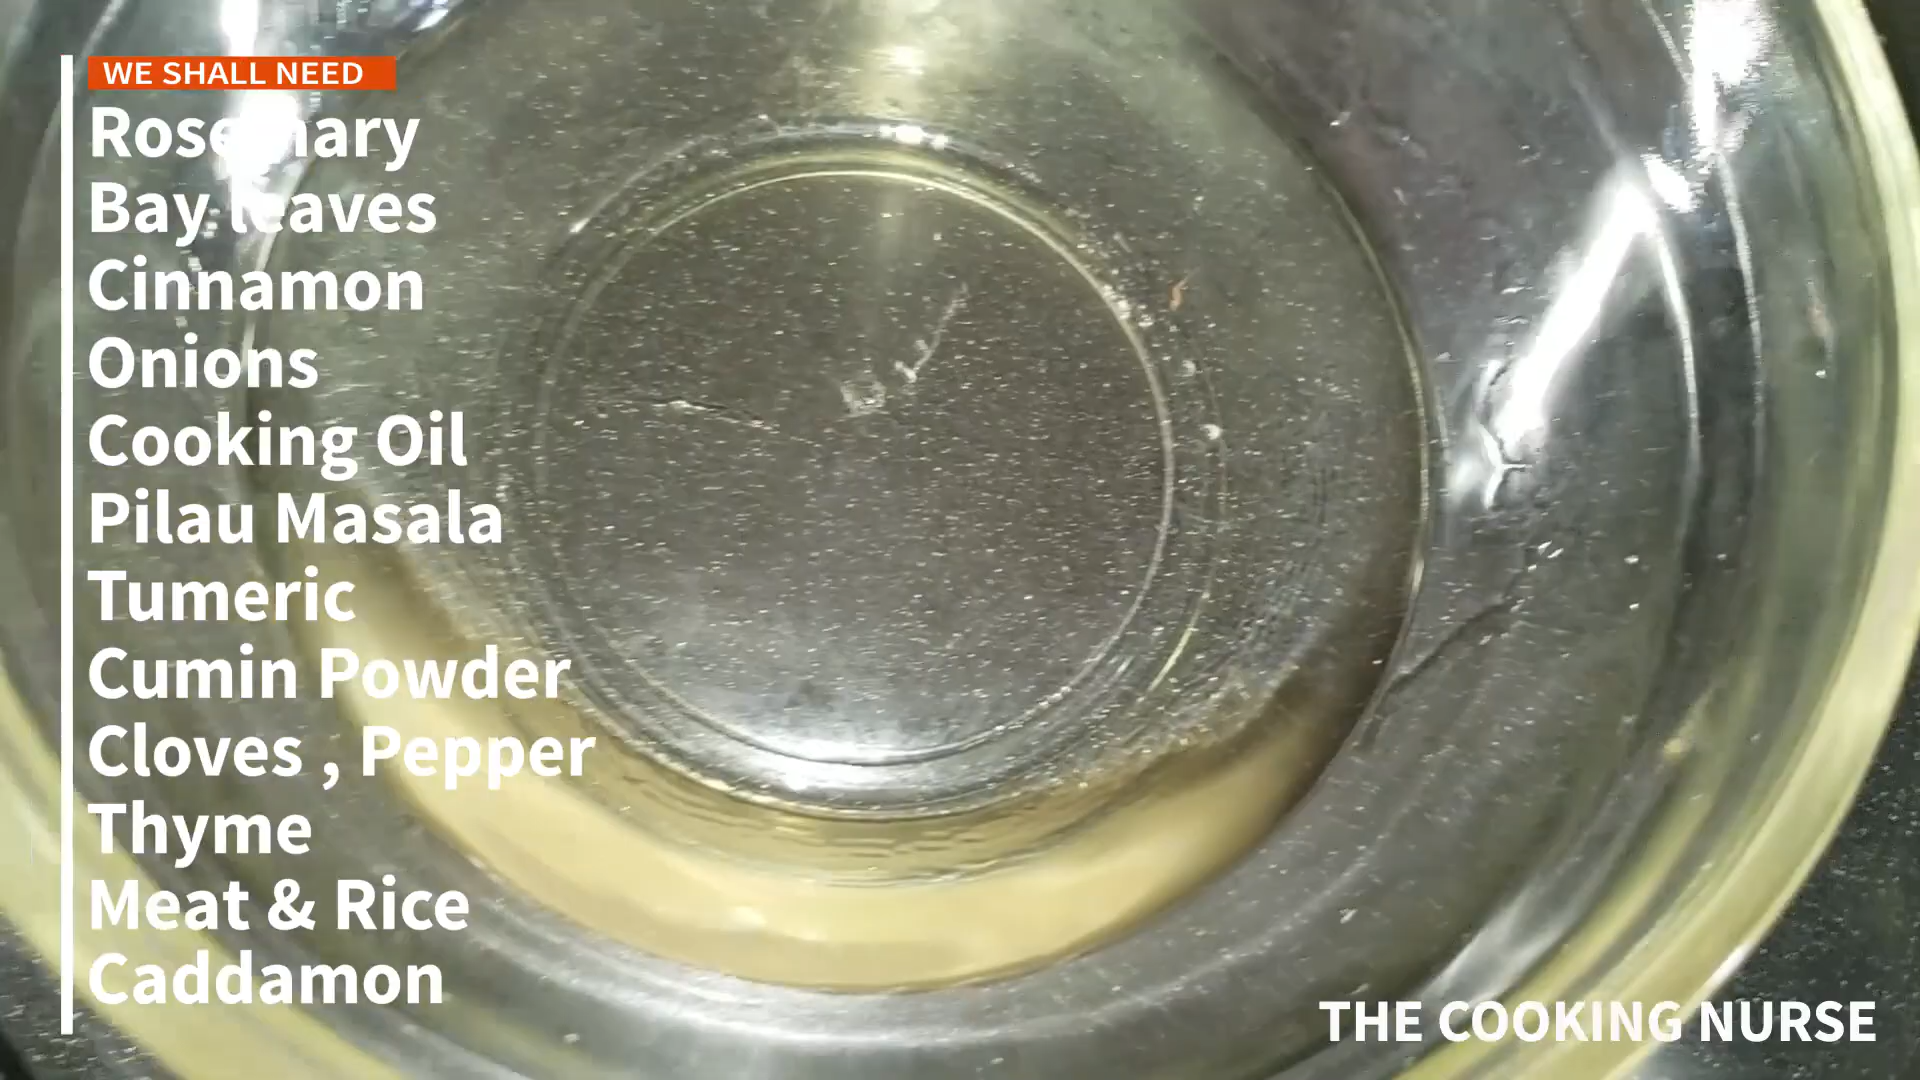 WE SHALL NEED
Rosemary
Bay leaves
Cinnamon
Onions
Cooking Oil
Pilau Masala
Tumeric
Cumin Powder
Cloves , Pepper
Thyme
Meat & Rice
Caddamon
THE COOKING NURSE